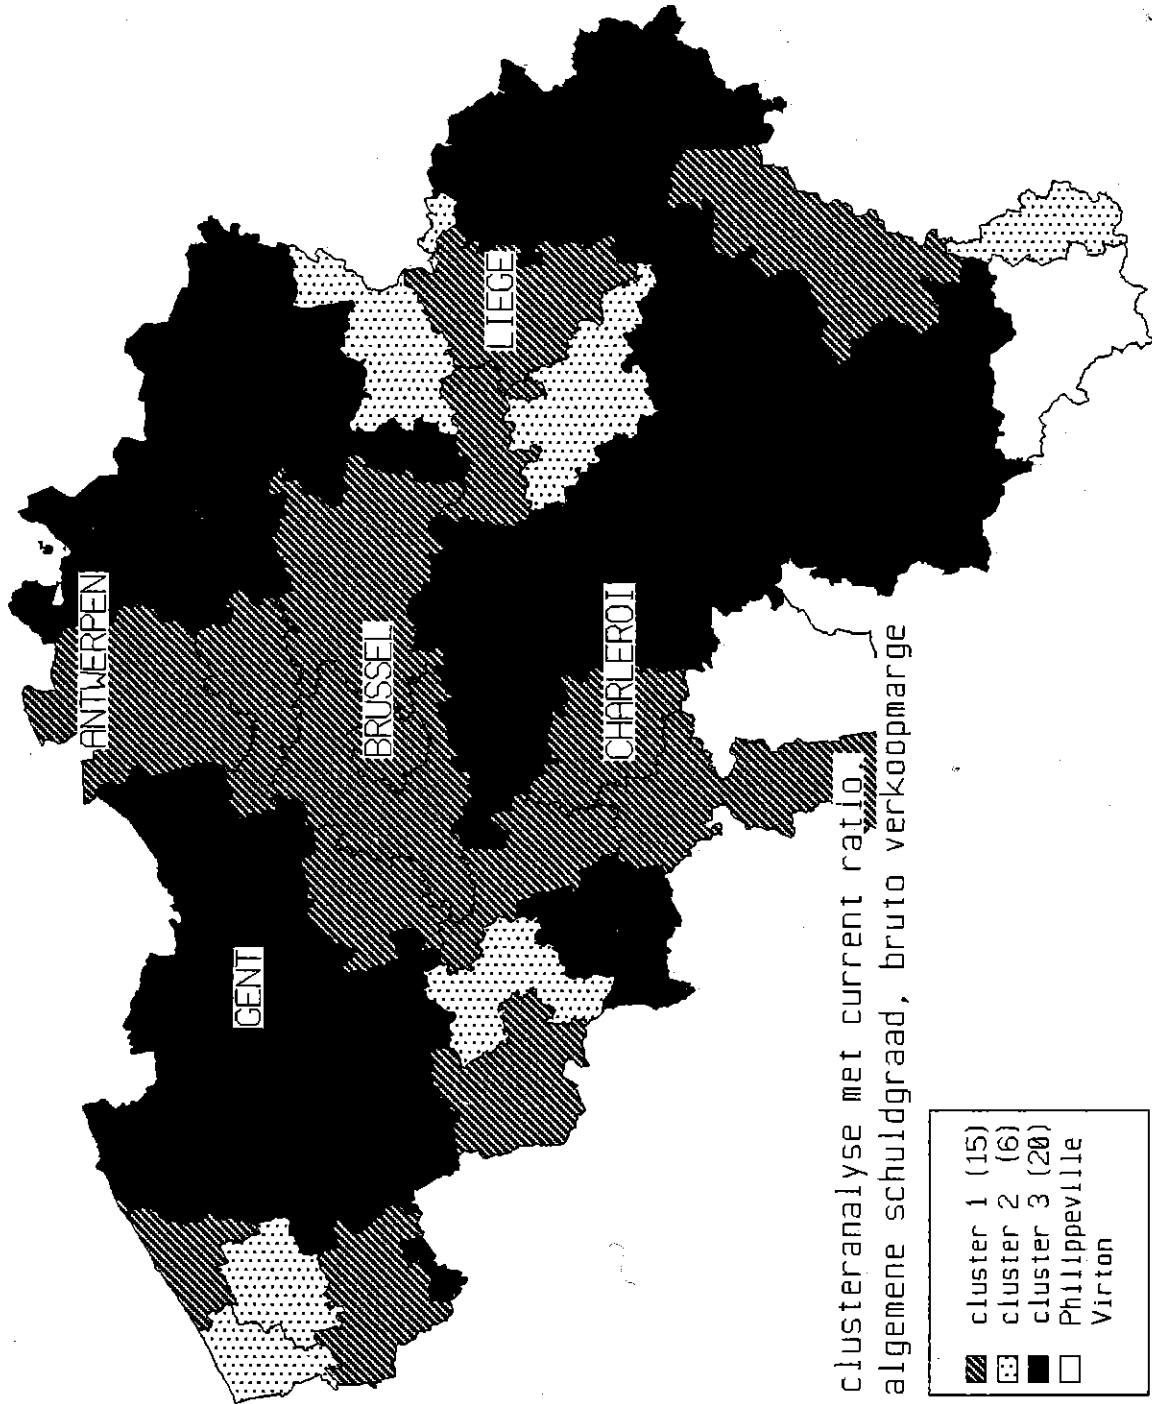 ANTWERPEN
GENT
BRUSSEL
LIEGE
CHARLEROI
clusteranalyse met current ratio,
algemene schuldgraad, bruto verkoopmarge
cluster 1 (15)
cluster 2 (6)
cluster 3 (20)
Philippeville
Virton